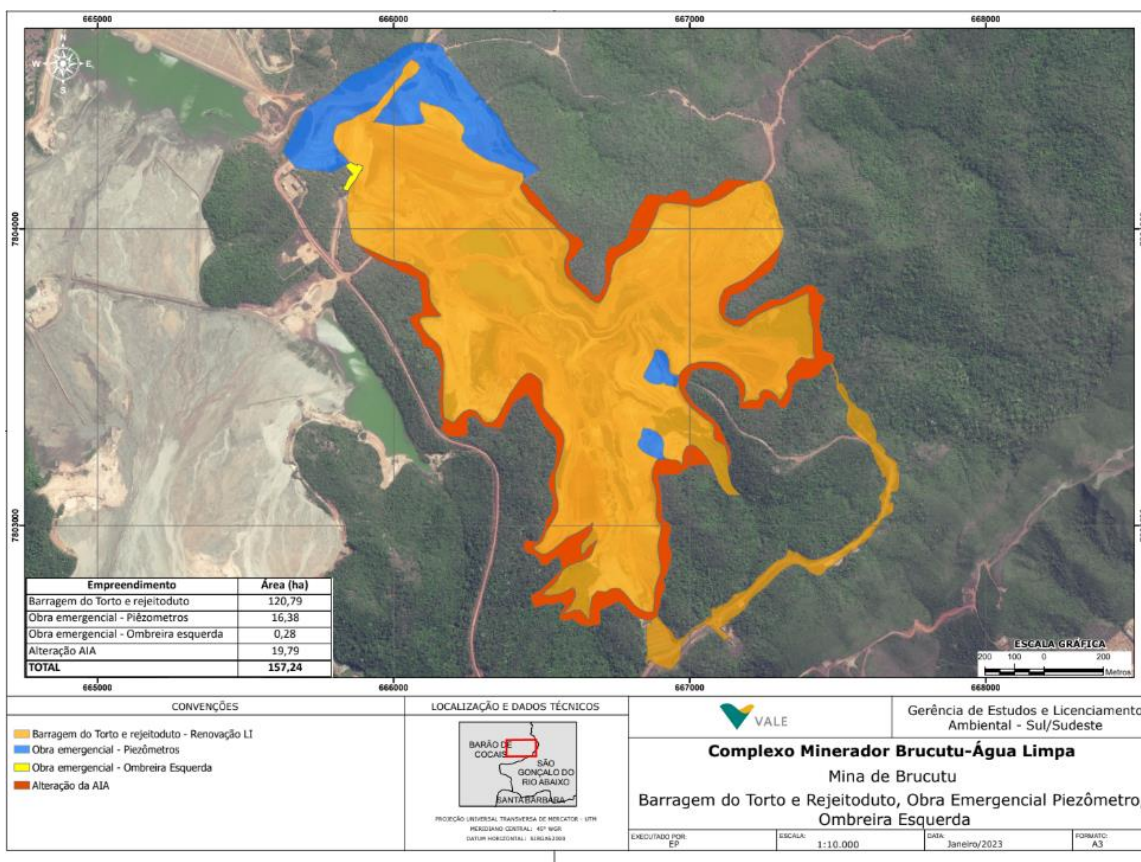 665000 666000 667000 668000
N
W E
S
7804000
7803000
Empreendimento Área (ha)
Barragem do Torto e rejeitoduto 120,79
Obra emergencial - Pièzometros 16,38
Obra emergencial - Ombreira esquerda 0,28
Alteração AIA 19,79
TOTAL 157,24
ESCALA GRÁFICA
200 100 0 200
Metros
665000 666000 667000 668000
CONVENÇÕES
Barragem do Torto e rejeitoduto - Renovação LI
Obra emergencial - Piezômetros
Obra emergencial - Ombreira Esquerda
Alteração da AIA
LOCALIZAÇÃO E DADOS TÉCNICOS
BARÃO DE
COCAIS
SÃO
GONÇALO DO
RIO ABAIXO
SANTA BÁRBARA
PROJEÇÃO UNIVERSAL TRANSVERSA DE MERCATOR - UTM
MERIDIANO CENTRAL: 45º WGR
DATUM HORIZONTAL: SIRGAS2000
VALE
Gerência de Estudos e Licenciamento
Ambiental - Sul/Sudeste
Complexo Minerador Brucutu-Água Limpa
Mina de Brucutu
Barragem do Torto e Rejeitoduto, Obra Emergencial Piezômetro,
Ombreira Esquerda
EXECUTADO POR:
EP
ESCALA:
1:10.000
DATA:
Janeiro/2023
FORMATO:
A3